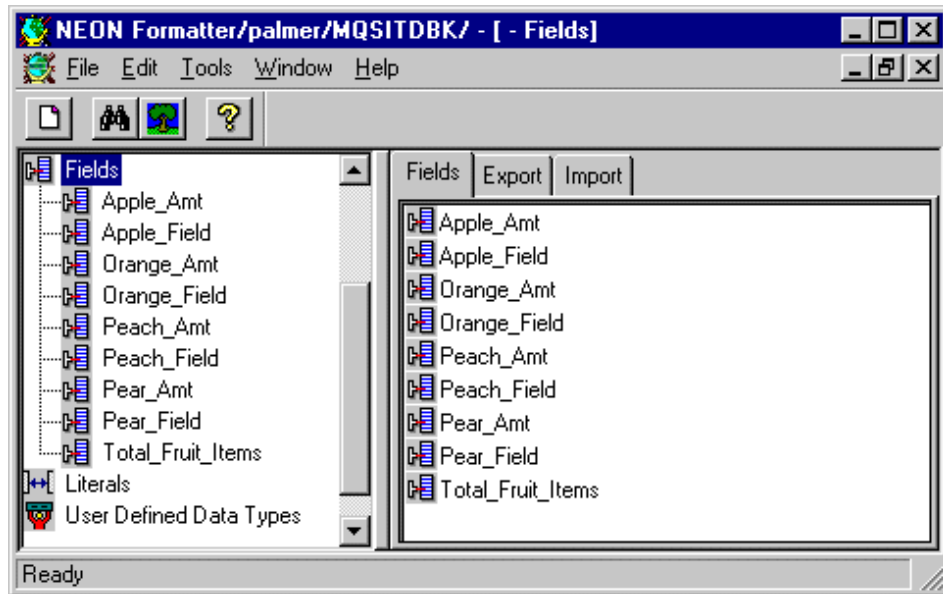 NEON Formatter/palmer/MQSITDBK/ - [ - Fields]
File Edit Tools Window Help
Fields
Apple_Amt
Apple_Field
Orange_Amt
Orange_Field
Peach_Amt
Peach_Field
Pear_Amt
Pear_Field
Total_Fruit_Items
Literals
User Defined Data Types
Fields Export Import
Apple_Amt
Apple_Field
Orange_Amt
Orange_Field
Peach_Amt
Peach_Field
Pear_Amt
Pear_Field
Total_Fruit_Items
Ready